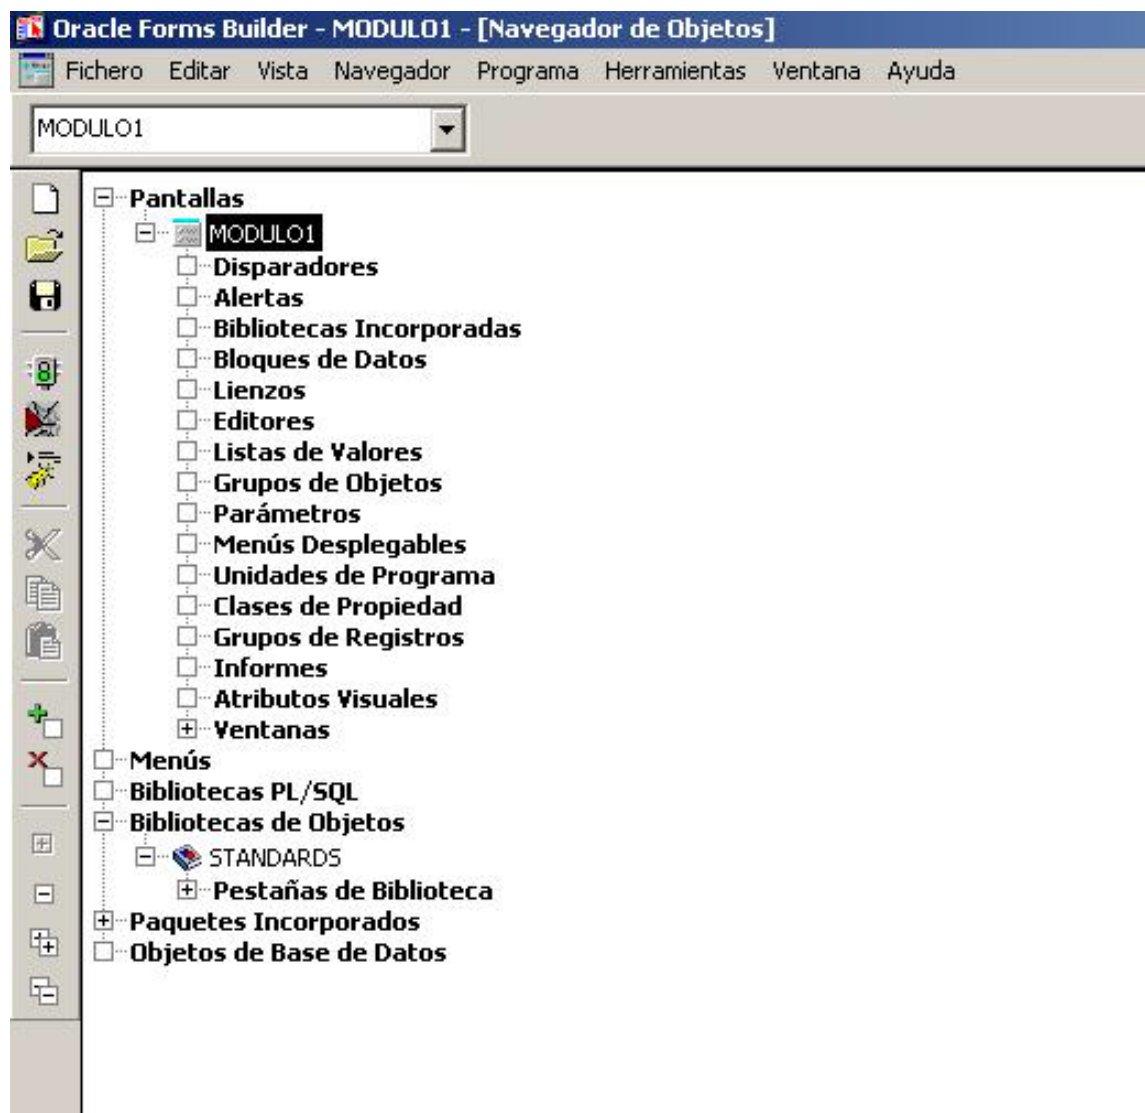 Oracle Forms Builder - MODULO1 - [Navegador de Objetos]
Fichero Editar Vista Navegador Programa Herramientas Ventana Ayuda
MODULO1
Pantallas
MODULO1
Disparadores
Alertas
Bibliotecas Incorporadas
Bloques de Datos
Lienzos
Editores
Listas de Valores
Grupos de Objetos
Parámetros
Menús Desplegables
Unidades de Programa
Clases de Propiedad
Grupos de Registros
Informes
Atributos Visuales
Ventanas
Menús
Bibliotecas PL/SQL
Bibliotecas de Objetos
STANDARDS
Pestañas de Biblioteca
Paquetes Incorporados
Objetos de Base de Datos